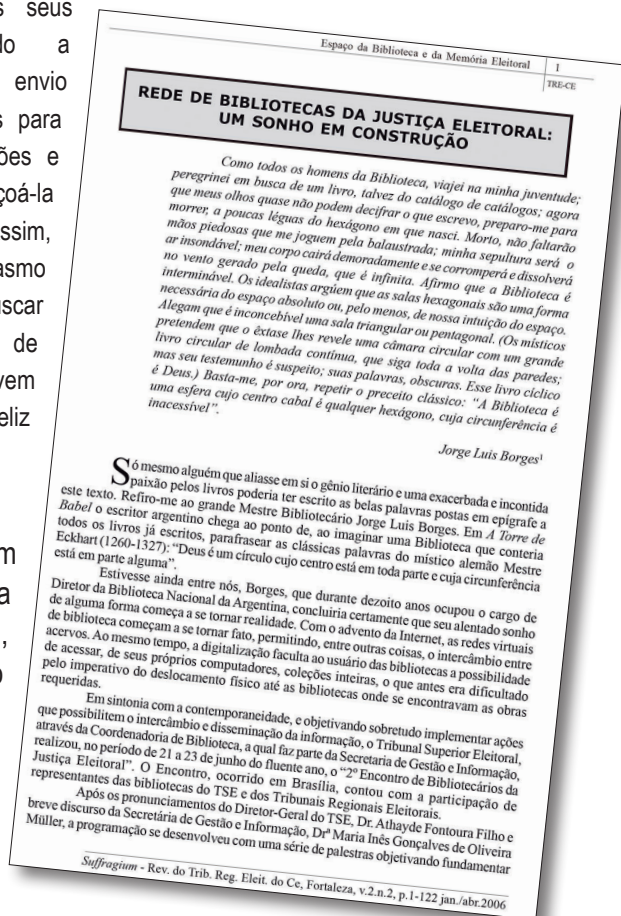 s seus
do a
envio
s para
ões e
çoá-la
ssim,
asmo
uscar
de
vem
eliz
m
a
,
o
Espaço da Biblioteca e da Memória Eleitoral 1
TRE-CE
REDE DE BIBLIOTECAS DA JUSTIÇA ELEITORAL:
UM SONHO EM CONSTRUÇÃO
Como todos os homens da Biblioteca, viajei na minha juventude;
peregrinei em busca de um livro, talvez do catálogo de catálogos; agora
que meus olhos quase não podem decifrar o que escrevo, preparo-me para
morrer, a poucas léguas do hexágono em que nasci. Morto, não faltarão
mãos piedosas que me joguem pela balaustrada; minha sepultura será o
ar insondável; meu corpo cairá demoradamente e se corromperá e dissolverá
no vento gerado pela queda, que é infinita. Afirmo que a Biblioteca é
interminável. Os idealistas argúem que as salas hexagonais são uma forma
necessária do espaço absoluto ou, pelo menos, de nossa intuição do espaço.
Alegam que é inconcebível uma sala triangular ou pentagonal. (Os místicos
pretendem que o êxtase lhes revele uma câmara circular com um grande
livro circular de lombada contínua, que siga toda a volta das paredes;
mas seu testemunho é suspeito; suas palavras, obscuras. Esse livro cíclico
é Deus.) Basta-me, por ora, repetir o preceito clássico: "A Biblioteca é
uma esfera cujo centro cabal é qualquer hexágono, cuja circunferência é
inacessível".
Jorge Luis Borges¹
Só mesmo alguém que aliasse em si o gênio literário e uma exacerbada e incontida
paixão pelos livros poderia ter escrito as belas palavras postas em epígrafe a
este texto. Refiro-me ao grande Mestre Bibliotecário Jorge Luis Borges. Em A Torre de
Babel o escritor argentino chega ao ponto de, ao imaginar uma Biblioteca que conteria
todos os livros já escritos, parafrasear as clássicas palavras do místico alemão Mestre
Eckhart (1260-1327): "Deus é um círculo cujo centro está em toda parte e cuja circunferência
está em parte alguma".
Estivesse ainda entre nós, Borges, que durante dezoito anos ocupou o cargo de
Diretor da Biblioteca Nacional da Argentina, concluiria certamente que seu alentado sonho
de alguma forma começa a se tornar realidade. Com o advento da Internet, as redes virtuais
de biblioteca começam a se tornar fato, permitindo, entre outras coisas, o intercâmbio entre
acervos. Ao mesmo tempo, a digitalização faculta ao usuário das bibliotecas a possibilidade
de acessar, de seus próprios computadores, coleções inteiras, o que antes era dificultado
pelo imperativo do deslocamento físico até as bibliotecas onde se encontravam as obras
requeridas.
Em sintonia com a contemporaneidade, e objetivando sobretudo implementar ações
que possibilitem o intercâmbio e disseminação da informação, o Tribunal Superior Eleitoral,
através da Coordenadoria de Biblioteca, a qual faz parte da Secretaria de Gestão e Informação,
realizou, no período de 21 a 23 de junho do fluente ano, o "2º Encontro de Bibliotecários da
Justiça Eleitoral". O Encontro, ocorrido em Brasília, contou com a participação de
representantes das bibliotecas do TSE e dos Tribunais Regionais Eleitorais.
Após os pronunciamentos do Diretor-Geral do TSE, Dr. Athayde Fontoura Filho e
breve discurso da Secretária de Gestão e Informação, Drª Maria Inês Gonçalves de Oliveira
Müller, a programação se desenvolveu com uma série de palestras objetivando fundamentar
Suffragium - Rev. do Trib. Reg. Eleit. do Ce, Fortaleza, v.2.n.2, p.1-122 jan./abr.2006